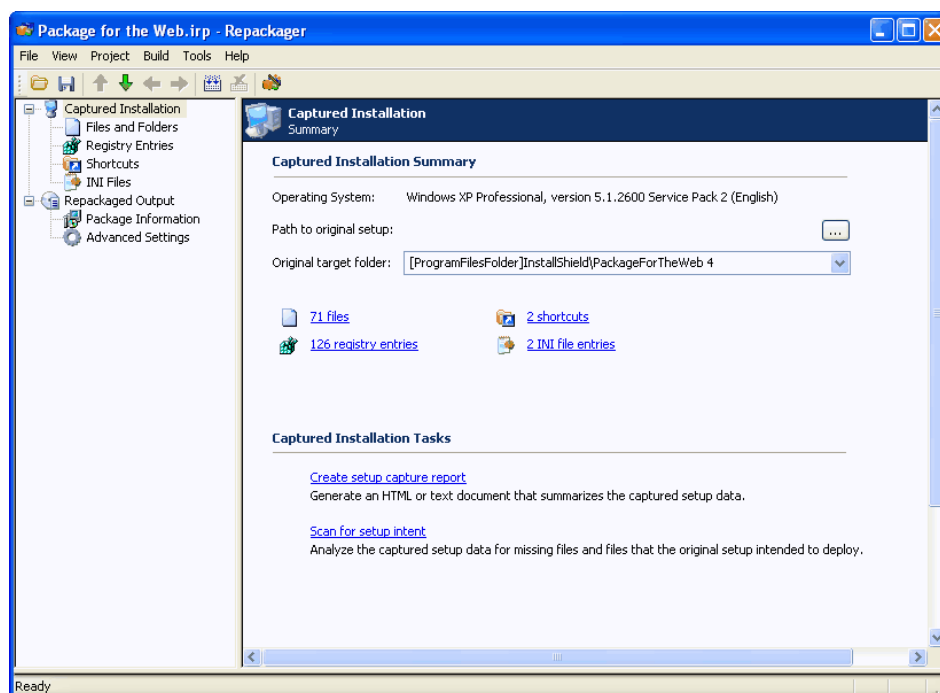 Package for the Web.irp - Repackager
File View Project Build Tools Help
Captured Installation
Files and Folders
Registry Entries
Shortcuts
INI Files
Repackaged Output
Package Information
Advanced Settings
Captured Installation
Summary
Captured Installation Summary
Operating System: Windows XP Professional, version 5.1.2600 Service Pack 2 (English)
Path to original setup: ...
Original target folder: [ProgramFilesFolder]InstallShield\PackageForTheWeb 4
71 files 2 shortcuts
126 registry entries 2 INI file entries
Captured Installation Tasks
Create setup capture report
Generate an HTML or text document that summarizes the captured setup data.
Scan for setup intent
Analyze the captured setup data for missing files and files that the original setup intended to deploy.
Ready